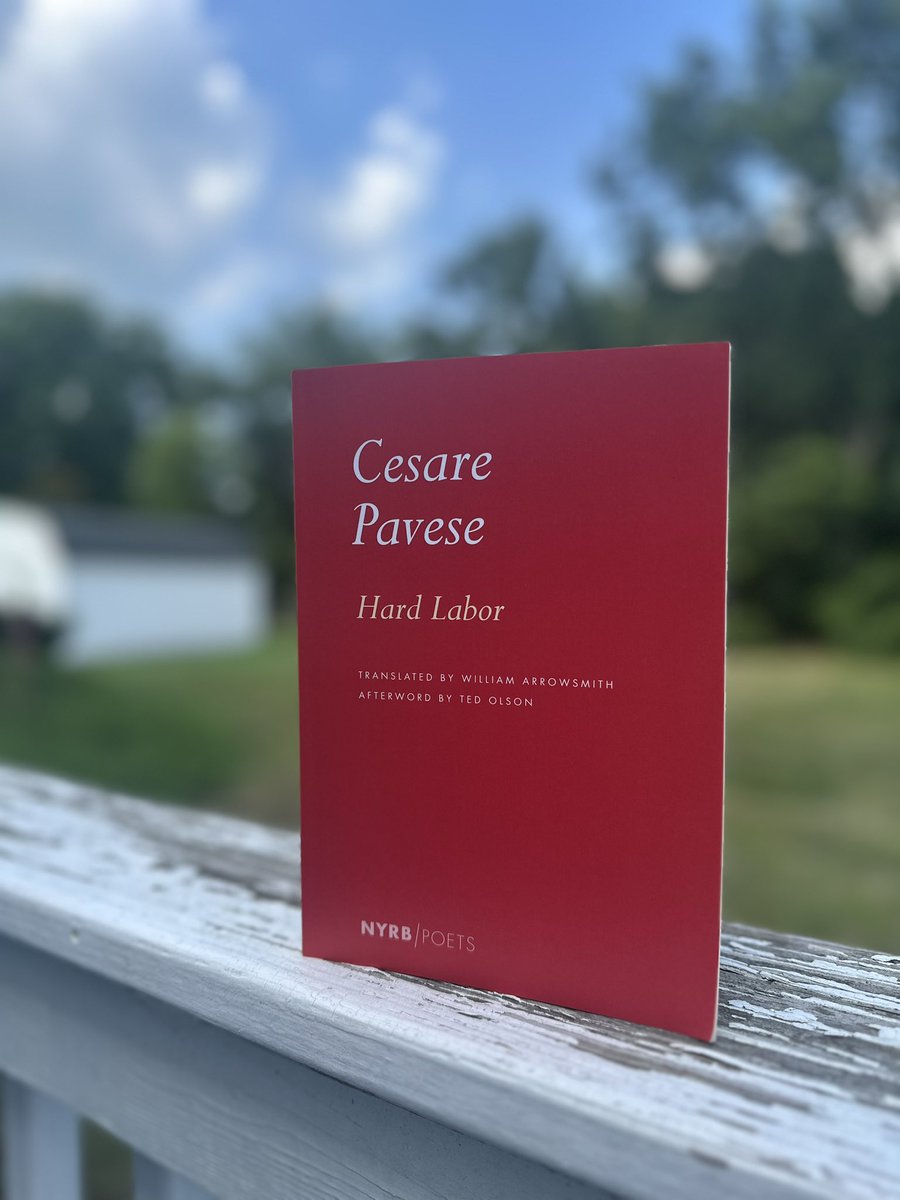 Cesare
Pavese
Hard Labor
TRANSLATED BY WILLIAM ARROWSMITH
AFTERWORD BY TED OLSON
NYRB/POETS